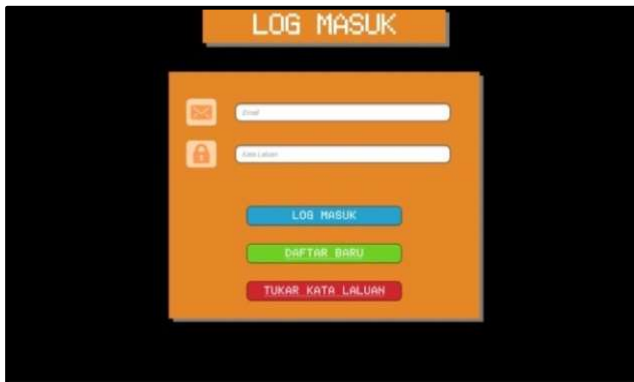 LOG MASUK
Email
Kata Laluan
LOG MASUK
DAFTAR BARU
TUKAR KATA LALUAN